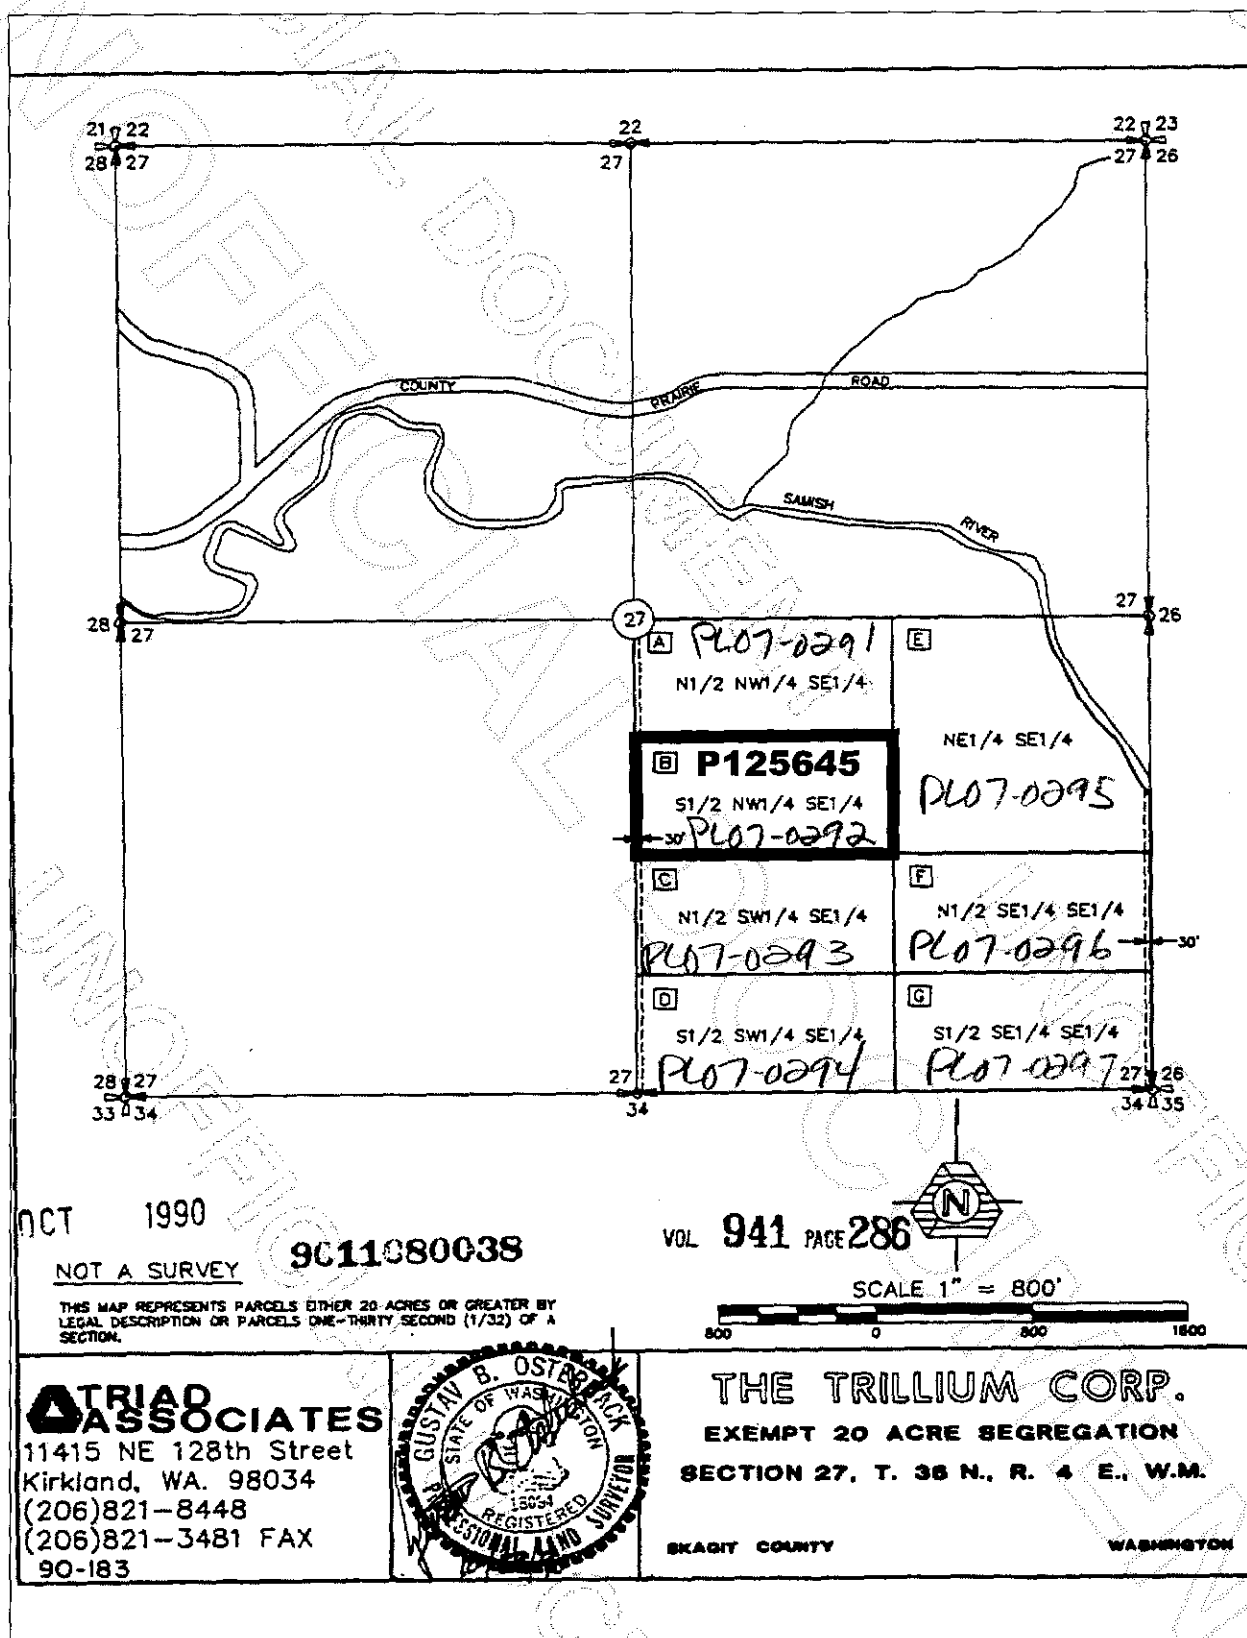 21 22
28 27
22
27
22 23
27 26
COUNTY
PRAIRIE
ROAD
SAMISH
RIVER
28
27
27
27
26
A PL07-0291
N1/2 NW1/4 SE1/4
E
NE1/4 SE1/4
PL07-0295
B P125645
S1/2 NW1/4 SE1/4
30' PL07-0292
C
N1/2 SW1/4 SE1/4
PL07-0293
F
N1/2 SE1/4 SE1/4
PL07-0296
30'
D
S1/2 SW1/4 SE1/4
PL07-0294
G
S1/2 SE1/4 SE1/4
PL07-0297
28 27
33 34
27
34
27 26
34 35
N
OCT 1990
9011080038
VOL 941 PAGE 286
NOT A SURVEY
SCALE 1" = 800'
THIS MAP REPRESENTS PARCELS EITHER 20 ACRES OR GREATER BY
LEGAL DESCRIPTION OR PARCELS ONE-THIRTY SECOND (1/32) OF A
SECTION.
800 0 800 1600
TRIAD
ASSOCIATES
11415 NE 128th Street
Kirkland, WA. 98034
(206)821-8448
(206)821-3481 FAX
90-183
GUSTAV B. OSTERBACK
STATE OF WASHINGTON
REGISTERED
PROFESSIONAL LAND SURVEYOR
THE TRILLIUM CORP.
EXEMPT 20 ACRE SEGREGATION
SECTION 27, T. 36 N., R. 4 E., W.M.
SKAGIT COUNTY
WASHINGTON
UNOFFICIAL DOCUMENT